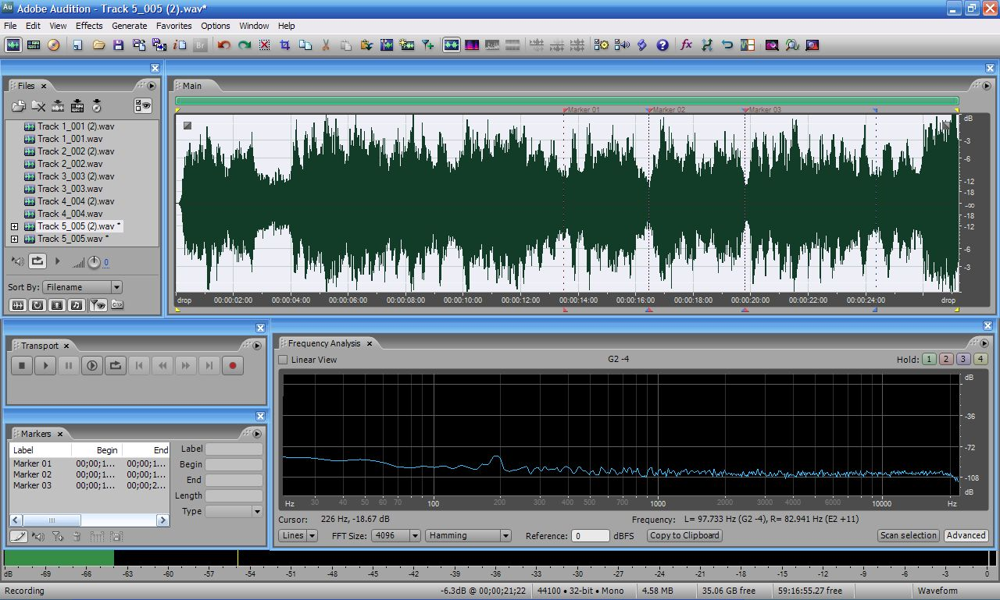 Adobe Audition - Track 5_005 (2).wav*
File Edit View Effects Generate Favorites Options Window Help
Files
Track 1_001 (2).wav
Track 1_001.wav
Track 2_002 (2).wav
Track 2_002.wav
Track 3_003 (2).wav
Track 3_003.wav
Track 4_004 (2).wav
Track 4_004.wav
Track 5_005 (2).wav *
Track 5_005.wav *
0
Sort By: Filename
Main
Marker 01 Marker 02 Marker 03
dB
-3
-6
-12
-18
-∞
-18
-12
-6
-3
drop 00:00:02:00 00:00:04:00 00:00:06:00 00:00:08:00 00:00:10:00 00:00:12:00 00:00:14:00 00:00:16:00 00:00:18:00 00:00:20:00 00:00:22:00 00:00:24:00 drop
Transport
Markers
Label Begin End
Marker 01 00;00;1... 00;00;1...
Marker 02 00;00;1... 00;00;1...
Marker 03 00;00;1... 00;00;2...
Label
Begin
End
Length
Type
Frequency Analysis
Linear View G2 -4 Hold: 1 2 3 4
dB
-36
-72
-108
dB
Hz 30 40 50 60 70 100 200 300 400 500 700 1000 2000 3000 4000 6000 10000 Hz
Cursor: 226 Hz, -18.67 dB Frequency: L= 97.733 Hz (G2 -4), R= 82.941 Hz (E2 +11)
Lines FFT Size: 4096 Hamming Reference: 0 dBFS Copy to Clipboard Scan selection Advanced
dB -69 -66 -63 -60 -57 -54 -51 -48 -45 -42 -39 -36 -33 -30 -27 -24 -21 -18 -15 -12 -9 -6 -3 0
Recording -6.3dB @ 00;00;21;22 44100 • 32-bit • Mono 4.58 MB 35.06 GB free 59:16:55.27 free Waveform